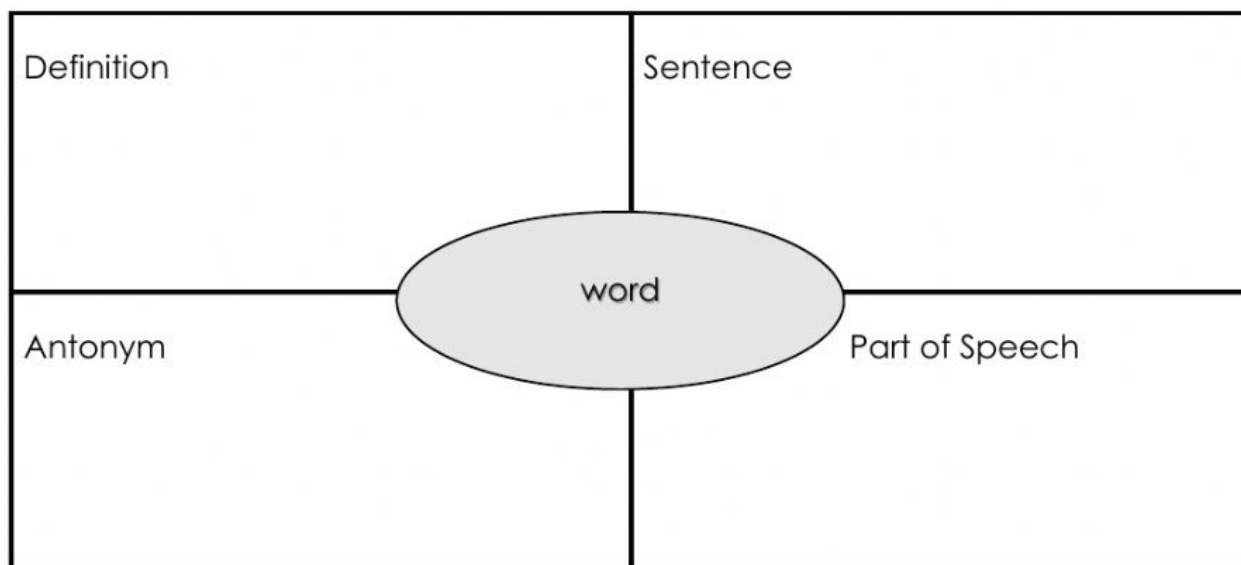 Definition
Sentence
word
Antonym
Part of Speech